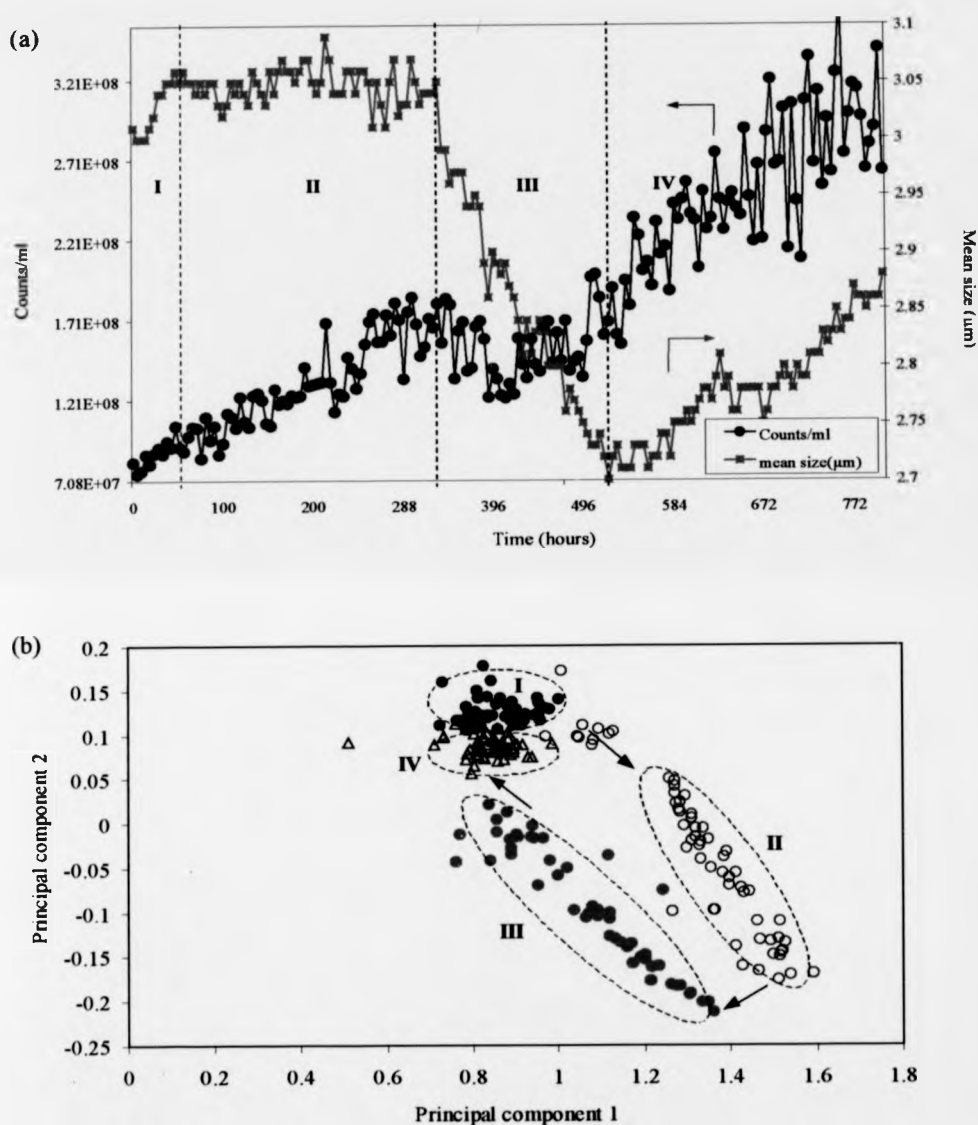 (a)
3.21E+08
2.71E+08
2.21E+08
1.71E+08
1.21E+08
7.08E+07
Counts/ml
I
II
III
IV
3.1
3.05
3
2.95
2.9
2.85
2.8
2.75
2.7
Mean size (µm)
Counts/ml
mean size(µm)
0 100 200 288 396 496 584 672 772
Time (hours)
(b)
0.2
0.15
0.1
0.05
0
-0.05
-0.1
-0.15
-0.2
-0.25
Principal component 2
I
IV
II
III
0 0.2 0.4 0.6 0.8 1 1.2 1.4 1.6 1.8
Principal component 1